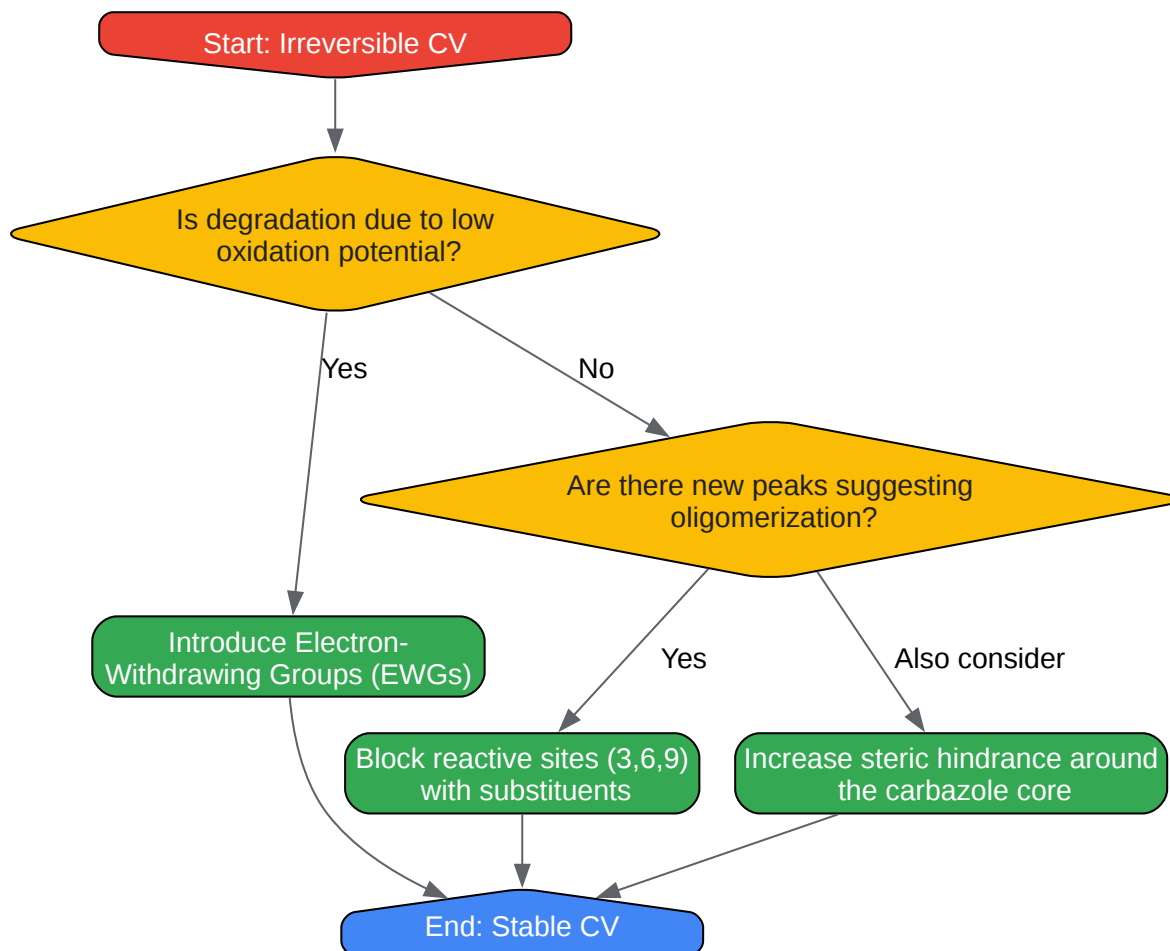 Start: Irreversible CV
Is degradation due to low
oxidation potential?
Yes
No
Are there new peaks suggesting
oligomerization?
Introduce Electron-
Withdrawing Groups (EWGs)
Yes
Also consider
Block reactive sites (3,6,9)
with substituents
Increase steric hindrance around
the carbazole core
End: Stable CV